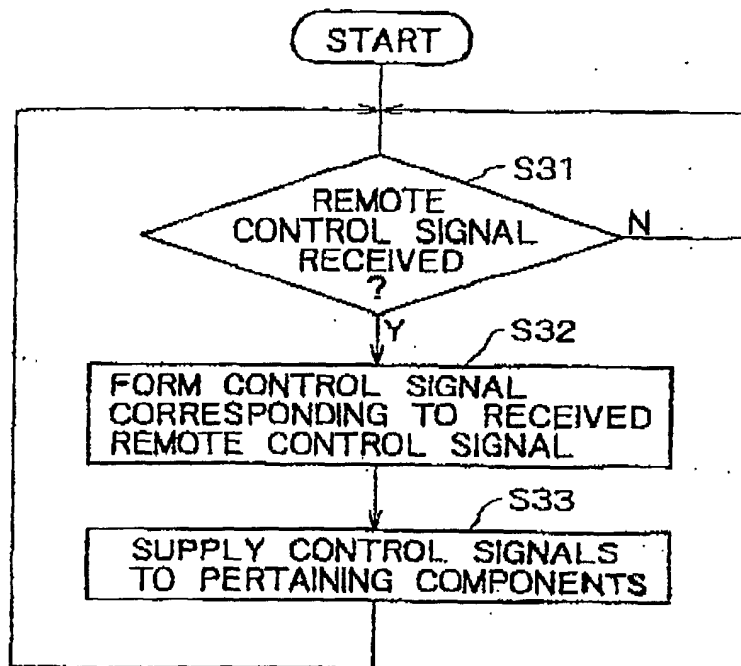 START
S31
REMOTE
CONTROL SIGNAL
RECEIVED
?
N
Y
S32
FORM CONTROL SIGNAL
CORRESPONDING TO RECEIVED
REMOTE CONTROL SIGNAL
S33
SUPPLY CONTROL SIGNALS
TO PERTAINING COMPONENTS